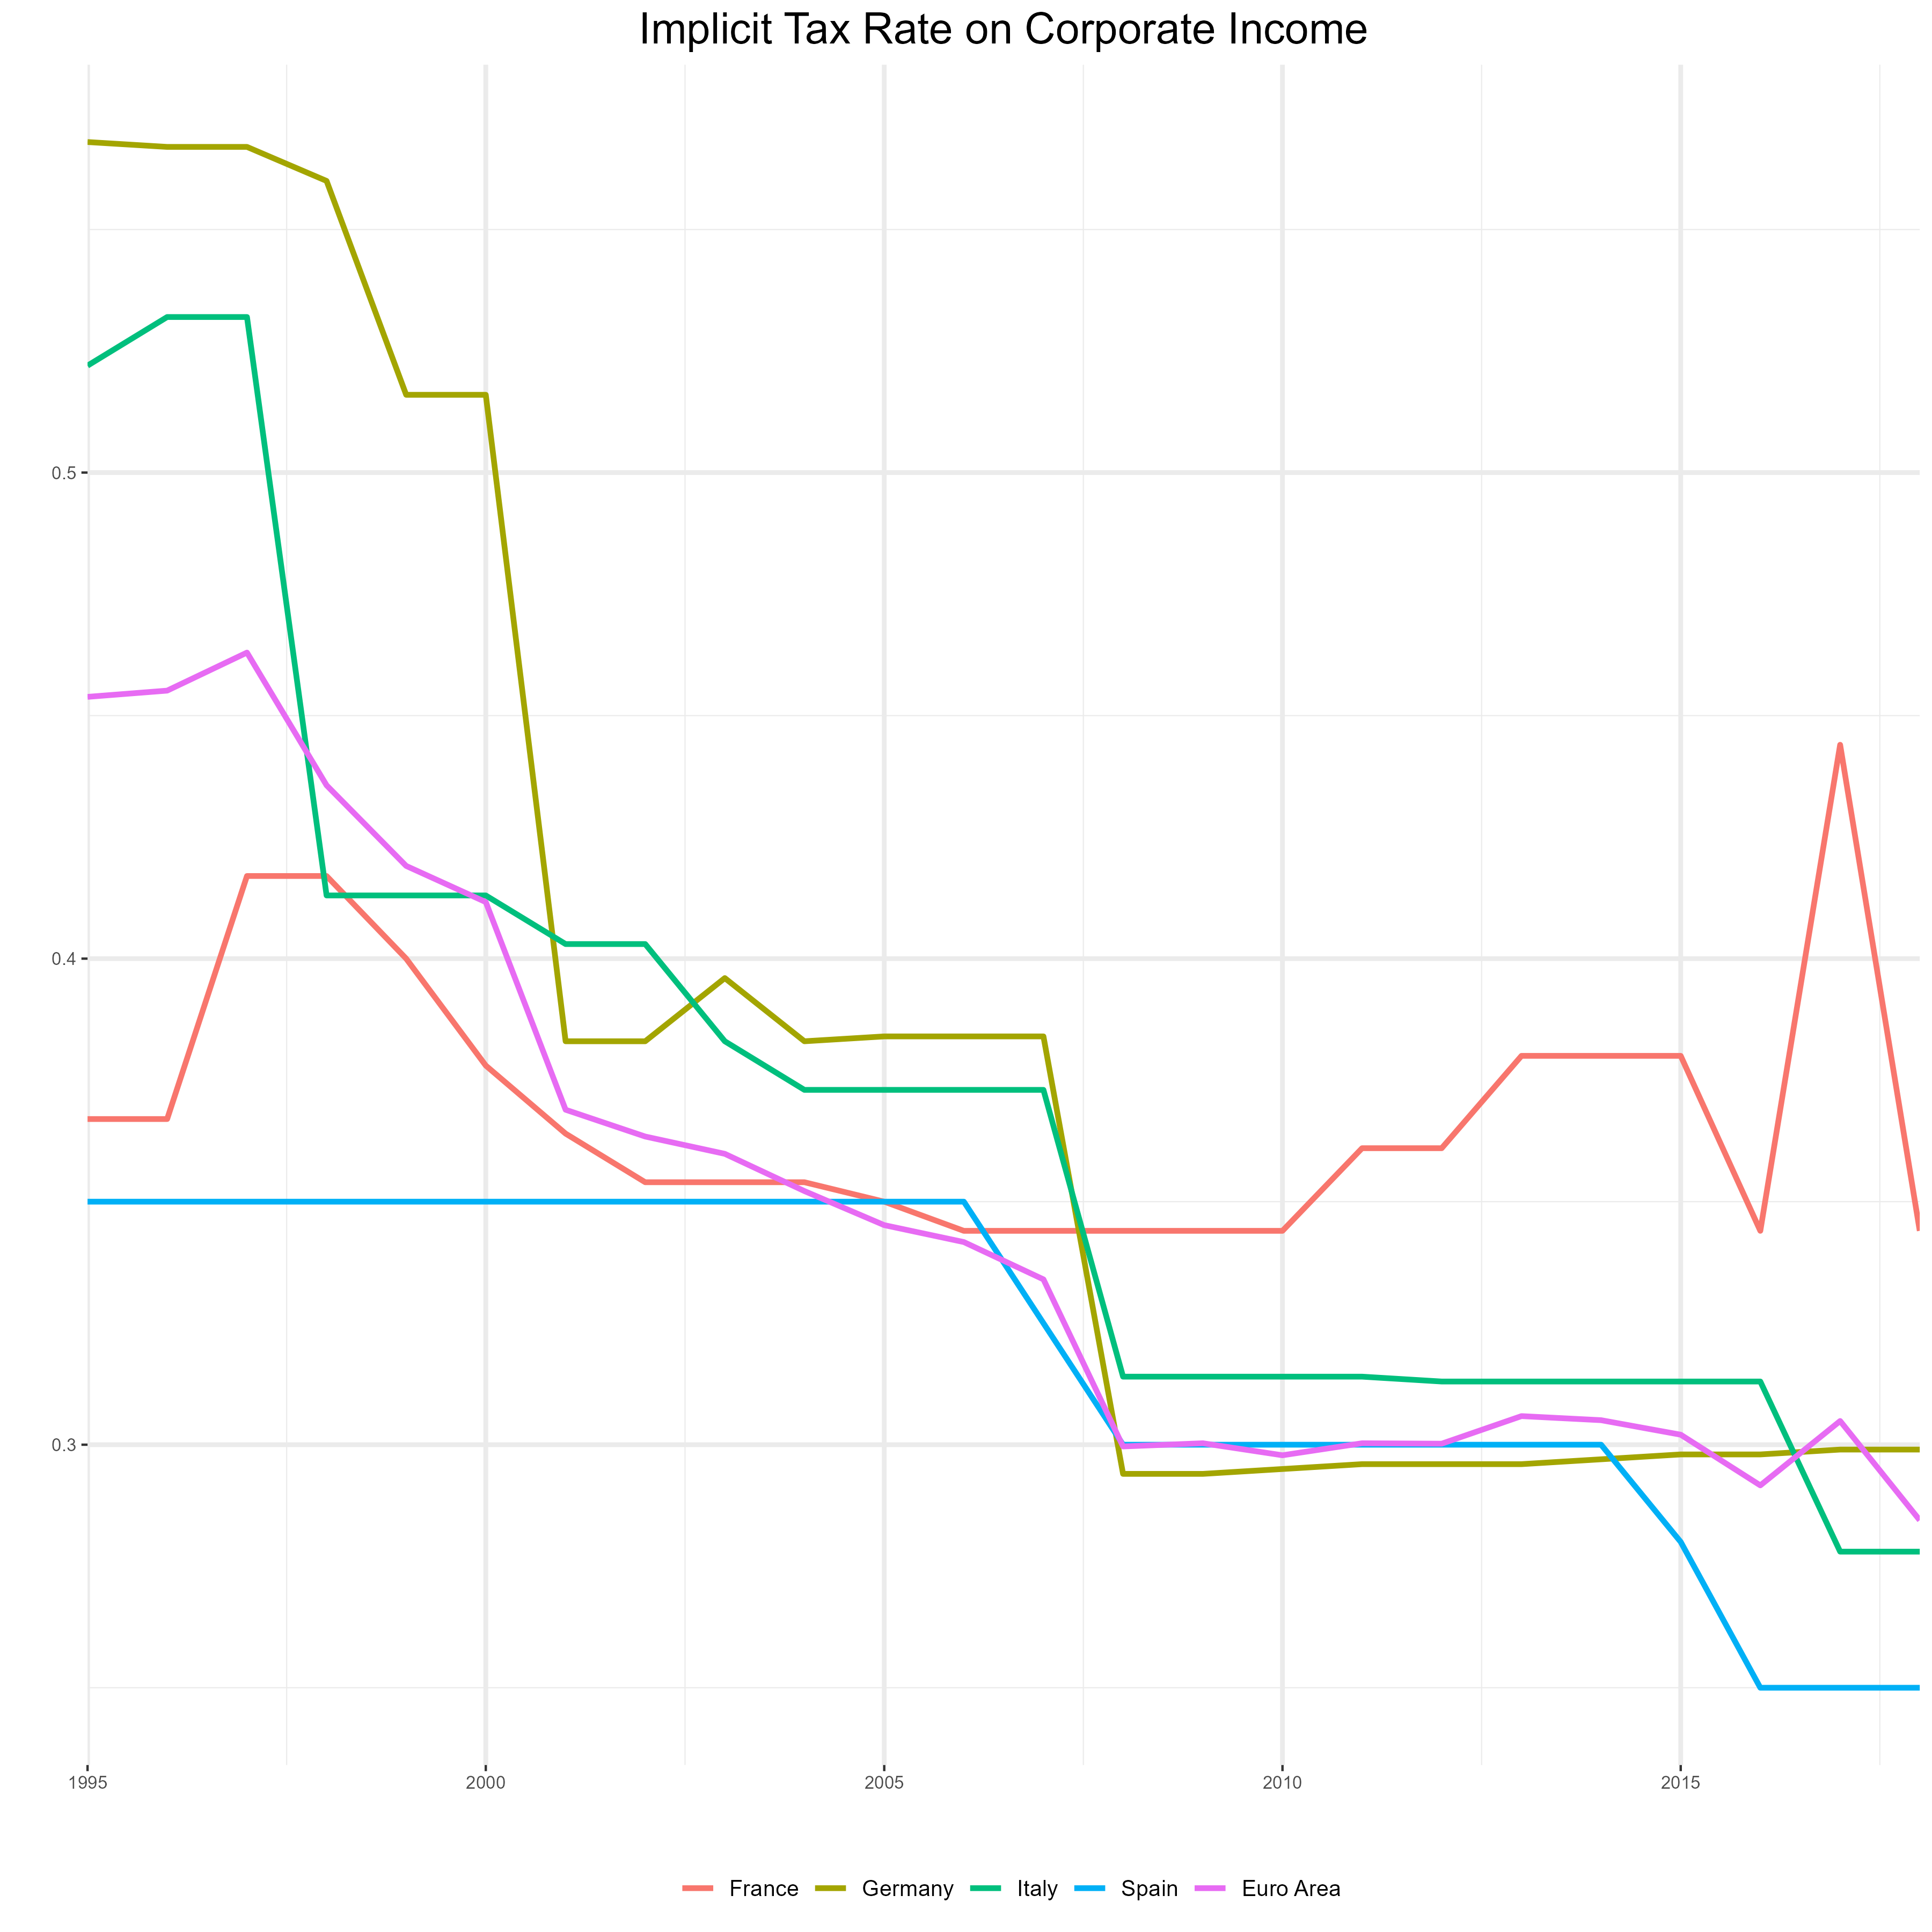 Implicit Tax Rate on Corporate Income
0.5
0.4
0.3
1995 2000 2005 2010 2015
France Germany Italy Spain Euro Area